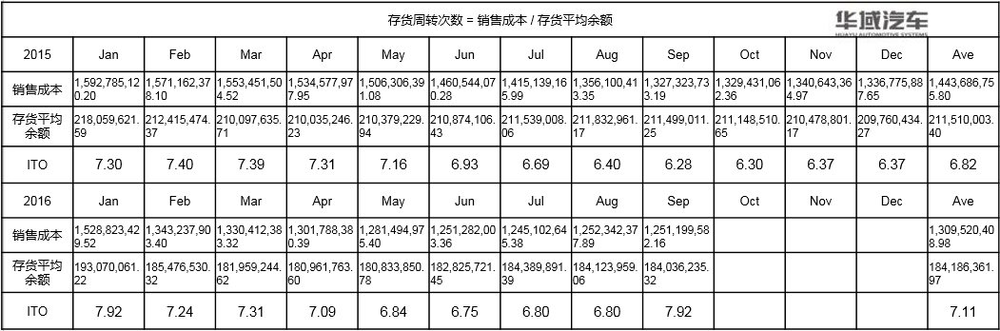 存货周转次数 = 销售成本 / 存货平均余额
华域汽车
HUAYU AUTOMOTIVE SYSTEMS
2015 Jan Feb Mar Apr May Jun Jul Aug Sep Oct Nov Dec Ave
销售成本 1,592,785,120.20 1,571,162,378.10 1,553,451,504.52 1,534,577,977.95 1,506,306,391.08 1,460,544,070.28 1,415,139,165.99 1,356,100,413.35 1,327,323,733.19 1,329,431,062.36 1,340,643,364.97 1,336,775,887.65 1,443,686,755.80
存货平均余额 218,059,621.59 212,415,474.37 210,097,635.71 210,035,246.23 210,379,229.94 210,874,106.43 211,539,008.06 211,832,961.17 211,499,011.25 211,148,510.65 210,478,801.17 209,760,434.27 211,510,003.40
ITO 7.30 7.40 7.39 7.31 7.16 6.93 6.69 6.40 6.28 6.30 6.37 6.37 6.82
2016 Jan Feb Mar Apr May Jun Jul Aug Sep Oct Nov Dec Ave
销售成本 1,528,823,429.52 1,343,237,903.40 1,330,412,383.32 1,301,788,380.39 1,281,494,975.40 1,251,282,003.36 1,245,102,645.38 1,252,342,377.89 1,251,199,582.16 1,309,520,408.98
存货平均余额 193,070,061.22 185,476,530.32 181,959,244.62 180,961,763.60 180,833,850.78 182,825,721.45 184,389,891.39 184,123,959.06 184,036,235.32 184,186,361.97
ITO 7.92 7.24 7.31 7.09 6.84 6.75 6.80 6.80 7.92 7.11